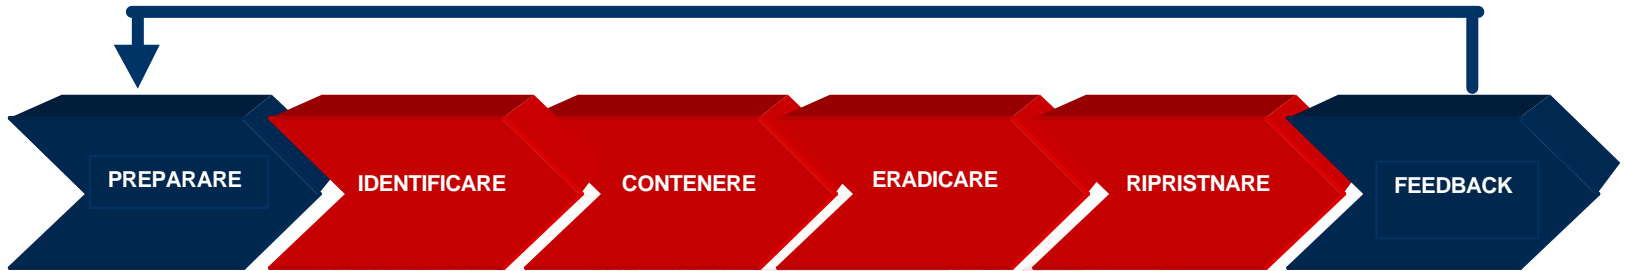 PREPARARE
IDENTIFICARE
CONTENERE
ERADICARE
RIPRISTNARE
FEEDBACK